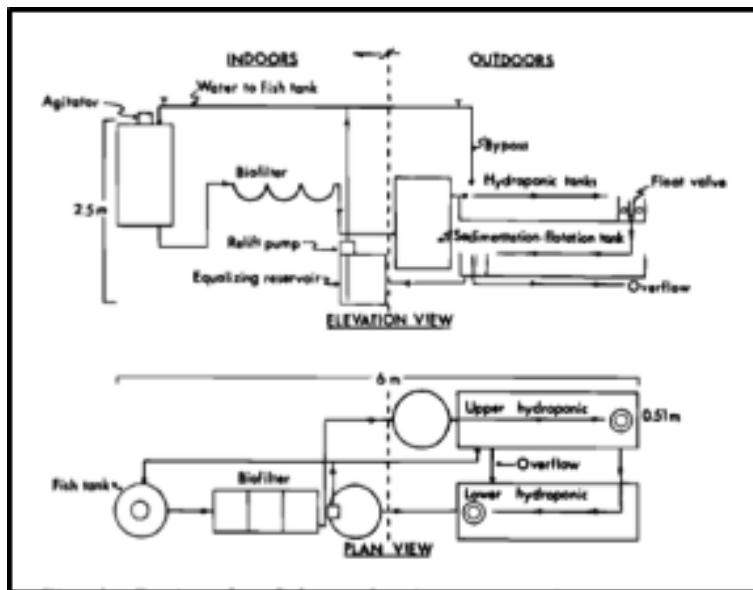 INDOORS
OUTDOORS
Water to fish tank
Agitator
Bypass
Biofilter
Hydroponic tanks
Float valve
2.5 m
Sedimentation-flotation tank
Relift pump
Equalizing reservoir
Overflow
ELEVATION VIEW
6 m
Upper hydroponic
0.51m
Fish tank
Biofilter
Overflow
Lower hydroponic
PLAN VIEW